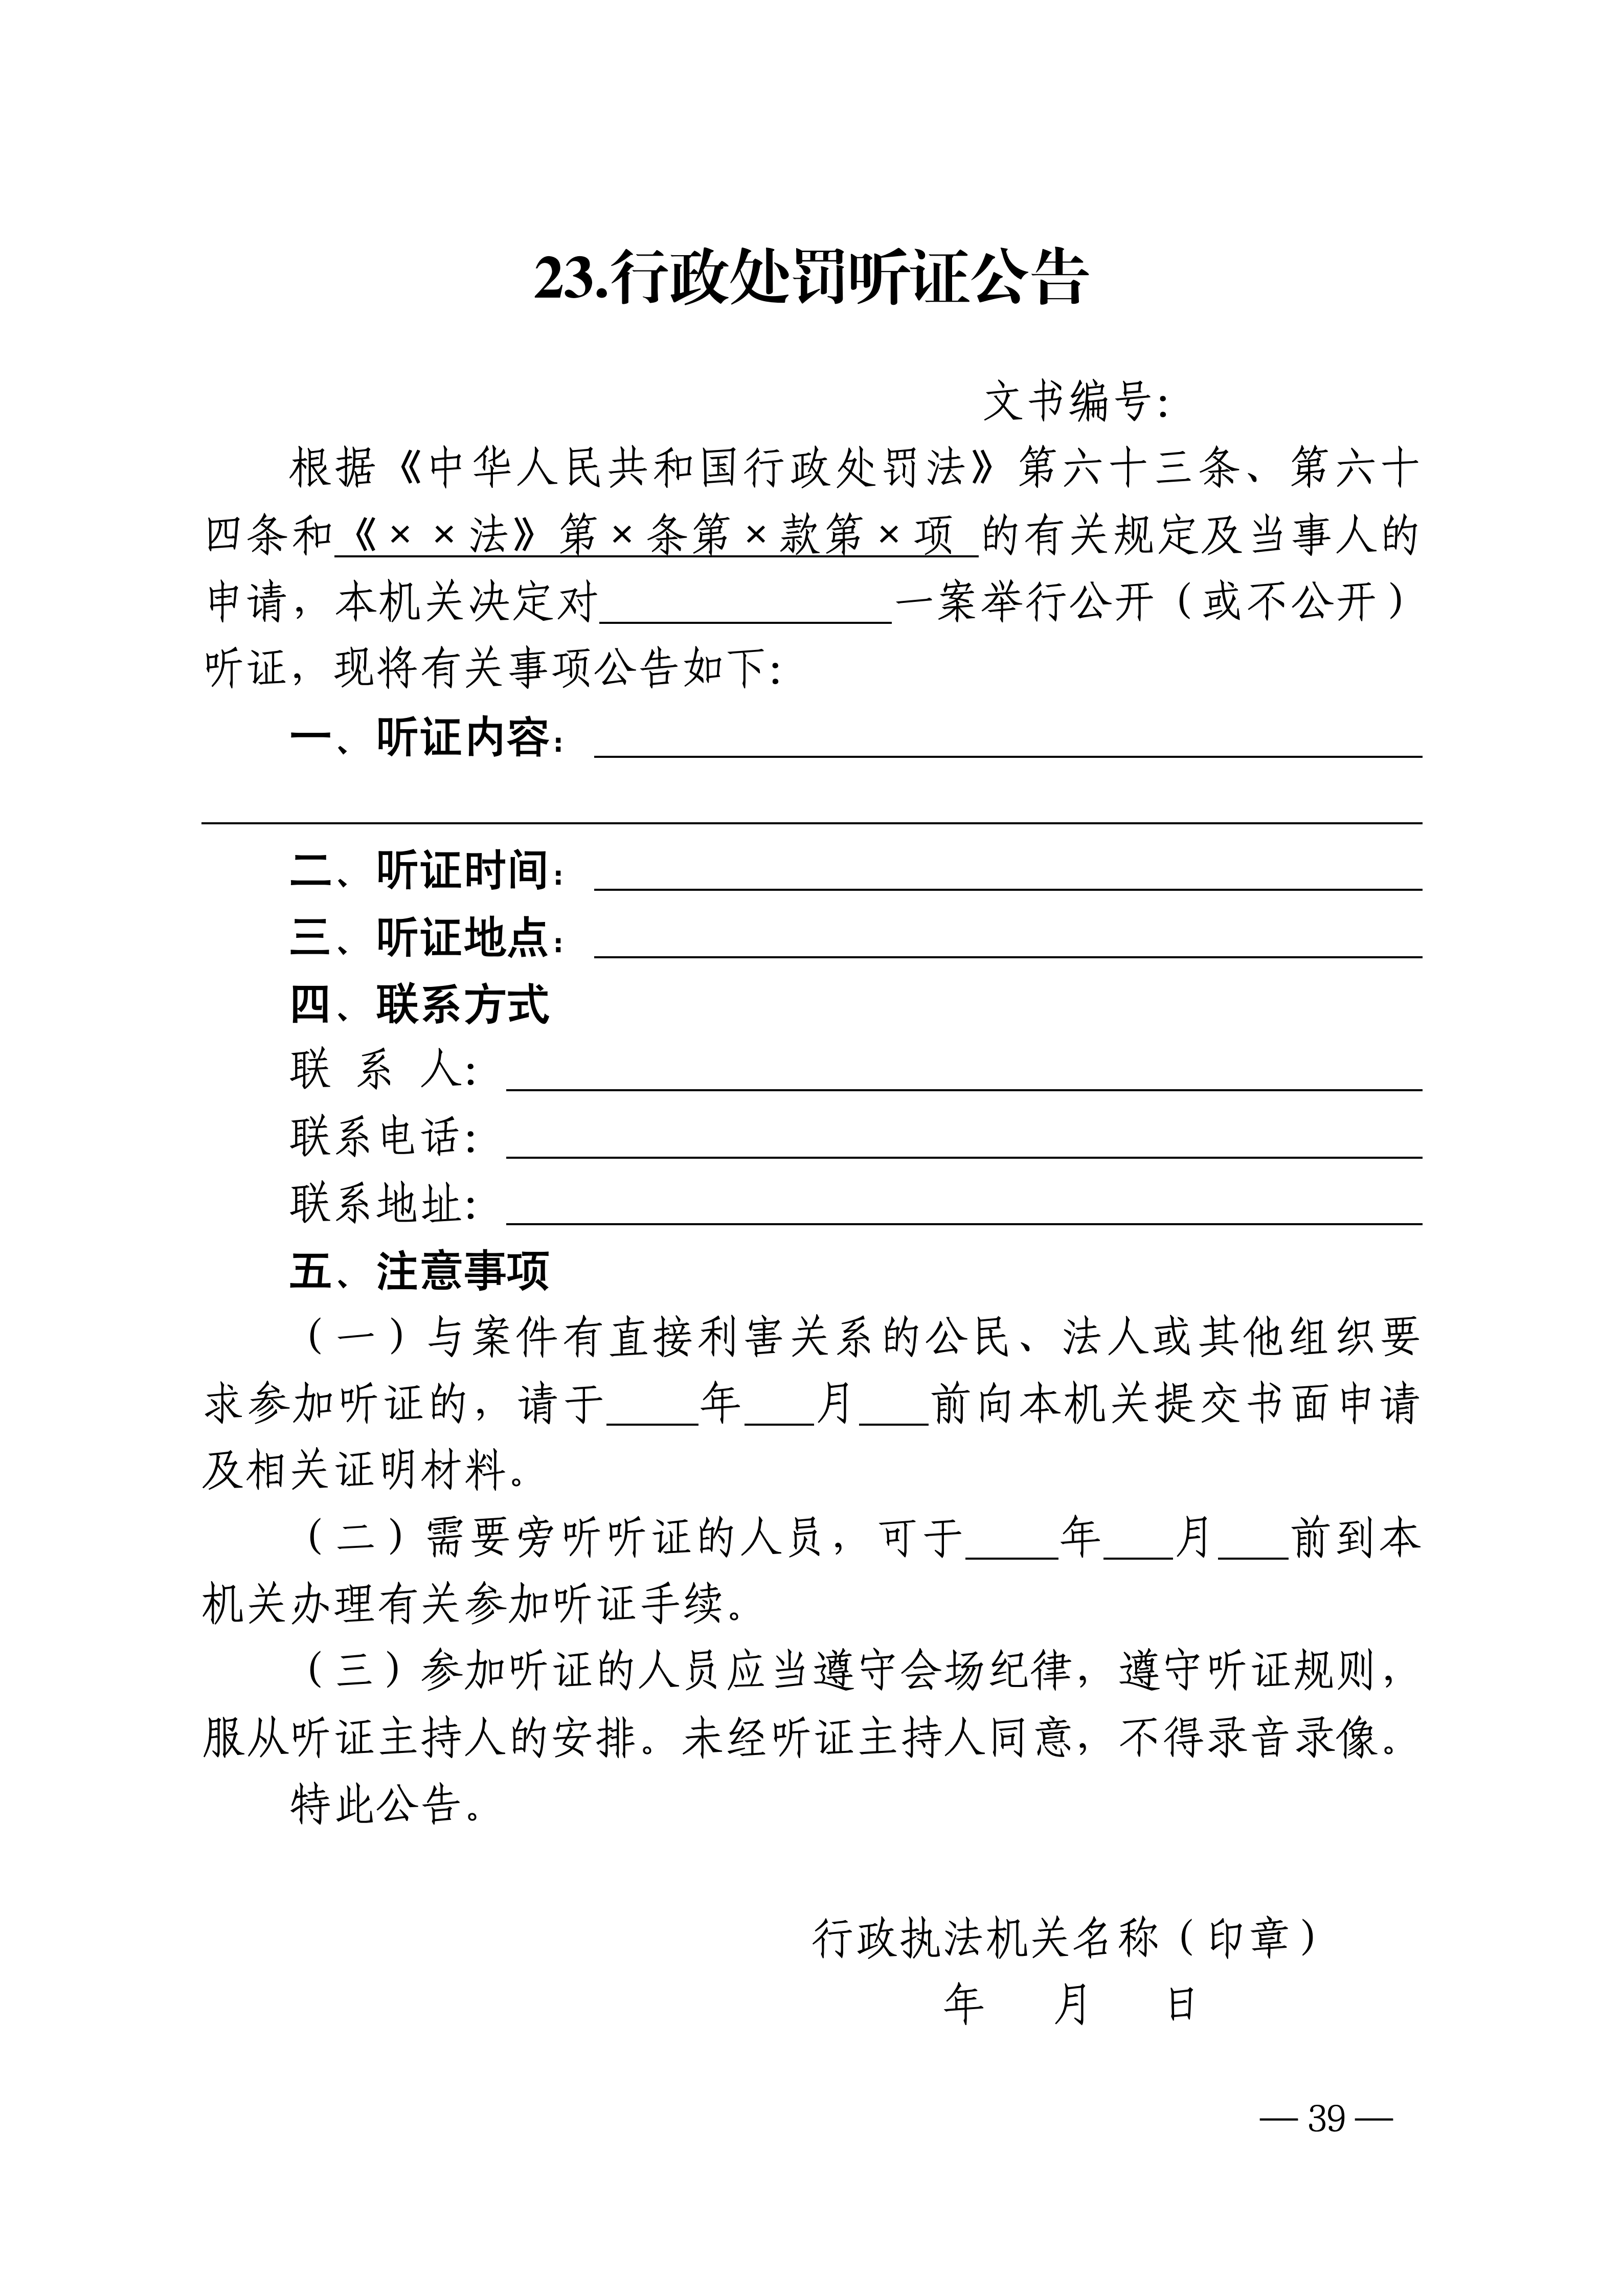 23.行政处罚听证公告
文书编号：
根据《中华人民共和国行政处罚法》第六十三条、第六十
四条和《××法》第×条第×款第×项 的有关规定及当事人的
申请，本机关决定对______________一案举行公开（或不公开）
听证，现将有关事项公告如下：
一、听证内容：
二、听证时间：
三、听证地点：
四、联系方式
联 系 人：
联系电话：
联系地址：
五、注意事项
（一）与案件有直接利害关系的公民、法人或其他组织要
求参加听证的，请于____年___月___前向本机关提交书面申请
及相关证明材料。
（二）需要旁听听证的人员，可于____年___月___前到本
机关办理有关参加听证手续。
（三）参加听证的人员应当遵守会场纪律，遵守听证规则，
服从听证主持人的安排。未经听证主持人同意，不得录音录像。
特此公告。
行政执法机关名称（印章）
年 月 日
— 39 —